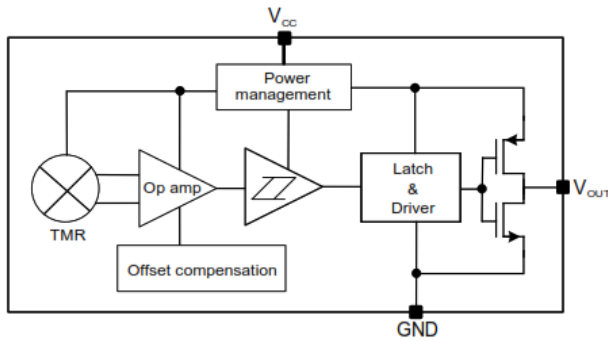 VCC
Power
management
Op amp
Latch
&
Driver
VOUT
TMR
Offset compensation
GND